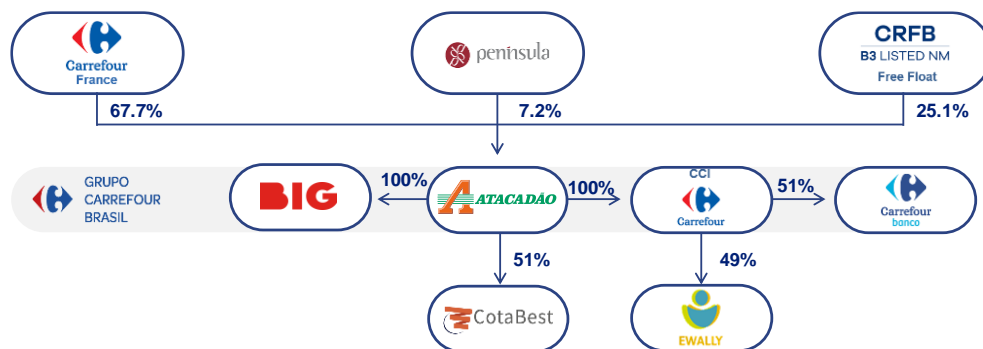 Carrefour
France
península
CRFB
B3 LISTED NM
Free Float
67.7%
7.2%
25.1%
GRUPO
CARREFOUR
BRASIL
BIG
100%
ATACADÃO
100%
CCI
Carrefour
51%
Carrefour
banco
51%
49%
CotaBest
EWALLY